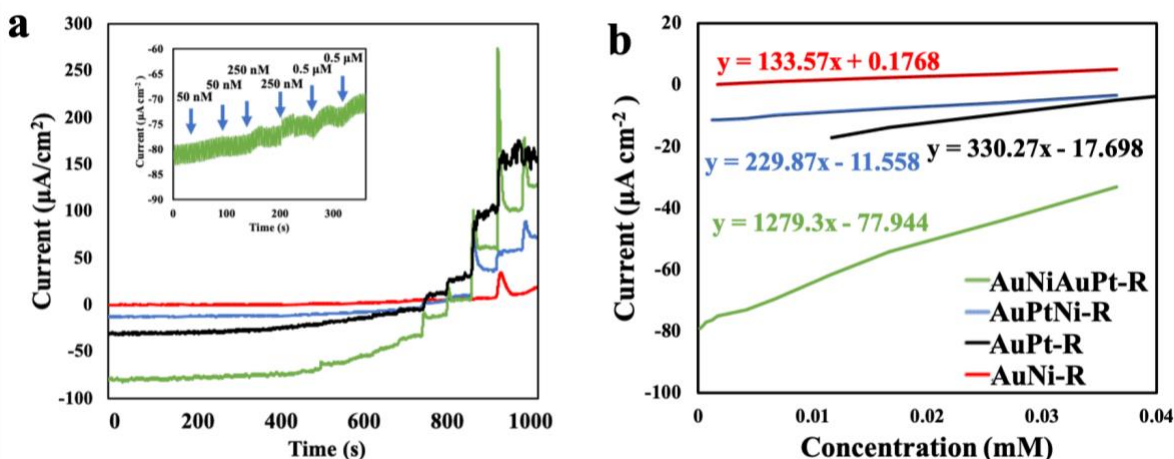 a
300
250
200
150
100
50
0
-50
-100
Current (μA/cm²)
0 200 400 600 800 1000
Time (s)
-60
-65
-70
-75
-80
-85
-90
Current (μA cm⁻²)
0 100 200 300
Time (s)
50 nM
50 nM
250 nM
250 nM
0.5 μM
0.5 μM
b
20
0
-20
-40
-60
-80
-100
Current (μA cm⁻²)
y = 133.57x + 0.1768
y = 330.27x - 17.698
y = 229.87x - 11.558
y = 1279.3x - 77.944
AuNiAuPt-R
AuPtNi-R
AuPt-R
AuNi-R
0 0.01 0.02 0.03 0.04
Concentration (mM)